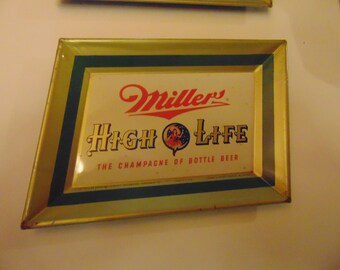 Miller
HIGH LIFE
THE CHAMPAGNE OF BOTTLE BEER